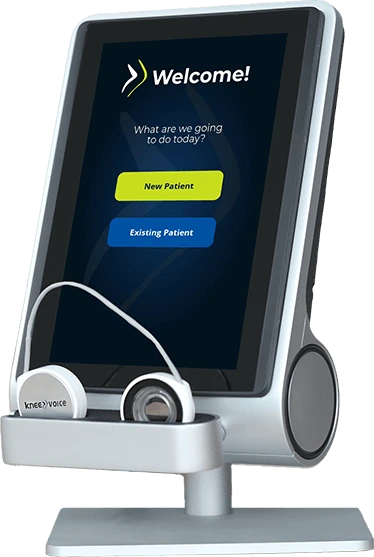 Welcome!
What are we going
to do today?
New Patient
Existing Patient
knee voice